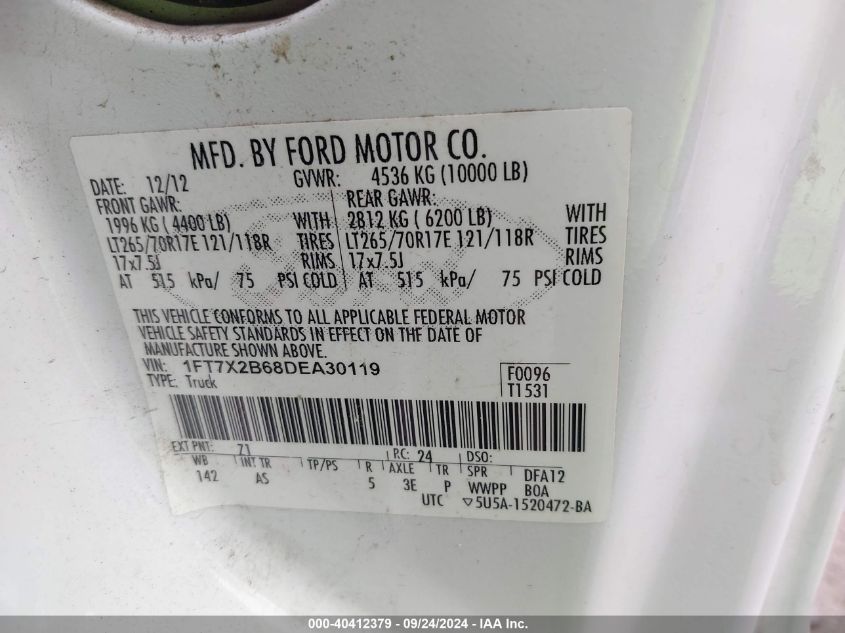 MFD. BY FORD MOTOR CO.
DATE: 12/12 GVWR: 4536 KG (10000 LB)
FRONT GAWR: REAR GAWR:
1996 KG (4400 LB) WITH 2812 KG (6200 LB) WITH
LT265/70R17E 121/118R TIRES LT265/70R17E 121/118R TIRES
17x7.5J RIMS 17x7.5J RIMS
AT 515 kPa/ 75 PSI COLD AT 515 kPa/ 75 PSI COLD
THIS VEHICLE CONFORMS TO ALL APPLICABLE FEDERAL MOTOR
VEHICLE SAFETY STANDARDS IN EFFECT ON THE DATE OF
MANUFACTURE SHOWN ABOVE.
VIN: 1FT7X2B68DEA30119 F0096
TYPE: Truck T1531
EXT PNT: 71 RC: 24 DSO:
WB INT TR TP/PS R AXLE TR SPR DFA12
142 AS 5 3E P WWPP BOA
UTC ▽5U5A-1520472-BA
000-40412379 - 09/24/2024 - IAA Inc.